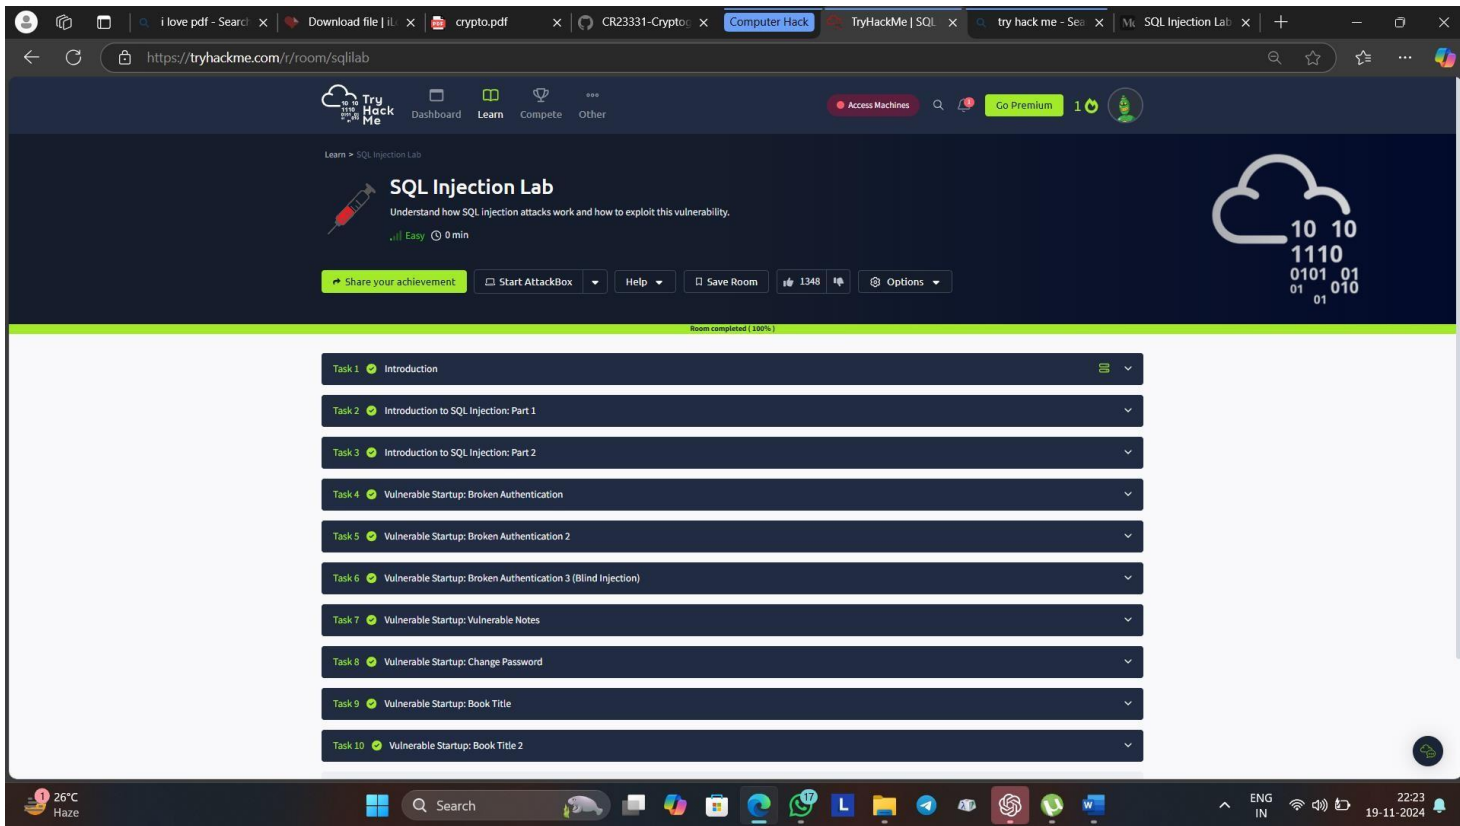 i love pdf - Search
Download file | iL
crypto.pdf
CR23331-Cryptog
Computer Hack
TryHackMe | SQL
try hack me - Sea
SQL Injection Lab
https://tryhackme.com/r/room/sqlilab
Try Hack Me
Dashboard
Learn
Compete
Other
Access Machines
Go Premium
1
Learn > SQL Injection Lab
SQL Injection Lab
Understand how SQL injection attacks work and how to exploit this vulnerability.
Easy 0 min
Share your achievement
Start AttackBox
Help
Save Room
1348
Options
10 10
1110
0101 01
01 010
01
Room completed ( 100% )
Task 1 Introduction
Task 2 Introduction to SQL Injection: Part 1
Task 3 Introduction to SQL Injection: Part 2
Task 4 Vulnerable Startup: Broken Authentication
Task 5 Vulnerable Startup: Broken Authentication 2
Task 6 Vulnerable Startup: Broken Authentication 3 (Blind Injection)
Task 7 Vulnerable Startup: Vulnerable Notes
Task 8 Vulnerable Startup: Change Password
Task 9 Vulnerable Startup: Book Title
Task 10 Vulnerable Startup: Book Title 2
1
26°C
Haze
Search
17
L
ENG
IN
22:23
19-11-2024